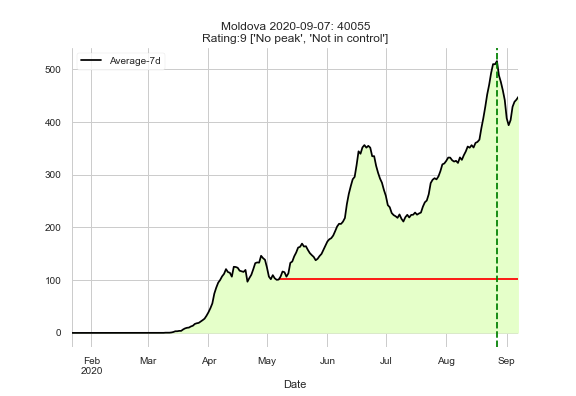 Moldova 2020-09-07: 40055
Rating:9 ['No peak', 'Not in control']
Average-7d
500
400
300
200
100
0
Feb Mar Apr May Jun Jul Aug Sep
2020
Date